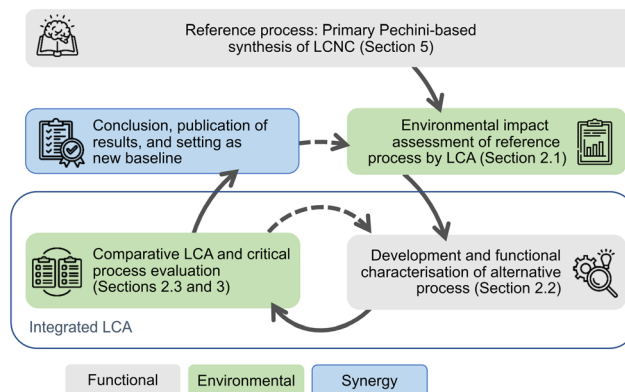 Reference process: Primary Pechini-based
synthesis of LCNC (Section 5)
Conclusion, publication of
results, and setting as
new baseline
Environmental impact
assessment of reference
process by LCA (Section 2.1)
Comparative LCA and critical
process evaluation
(Sections 2.3 and 3)
Development and functional
characterisation of alternative
process (Section 2.2)
Integrated LCA
Functional
Environmental
Synergy